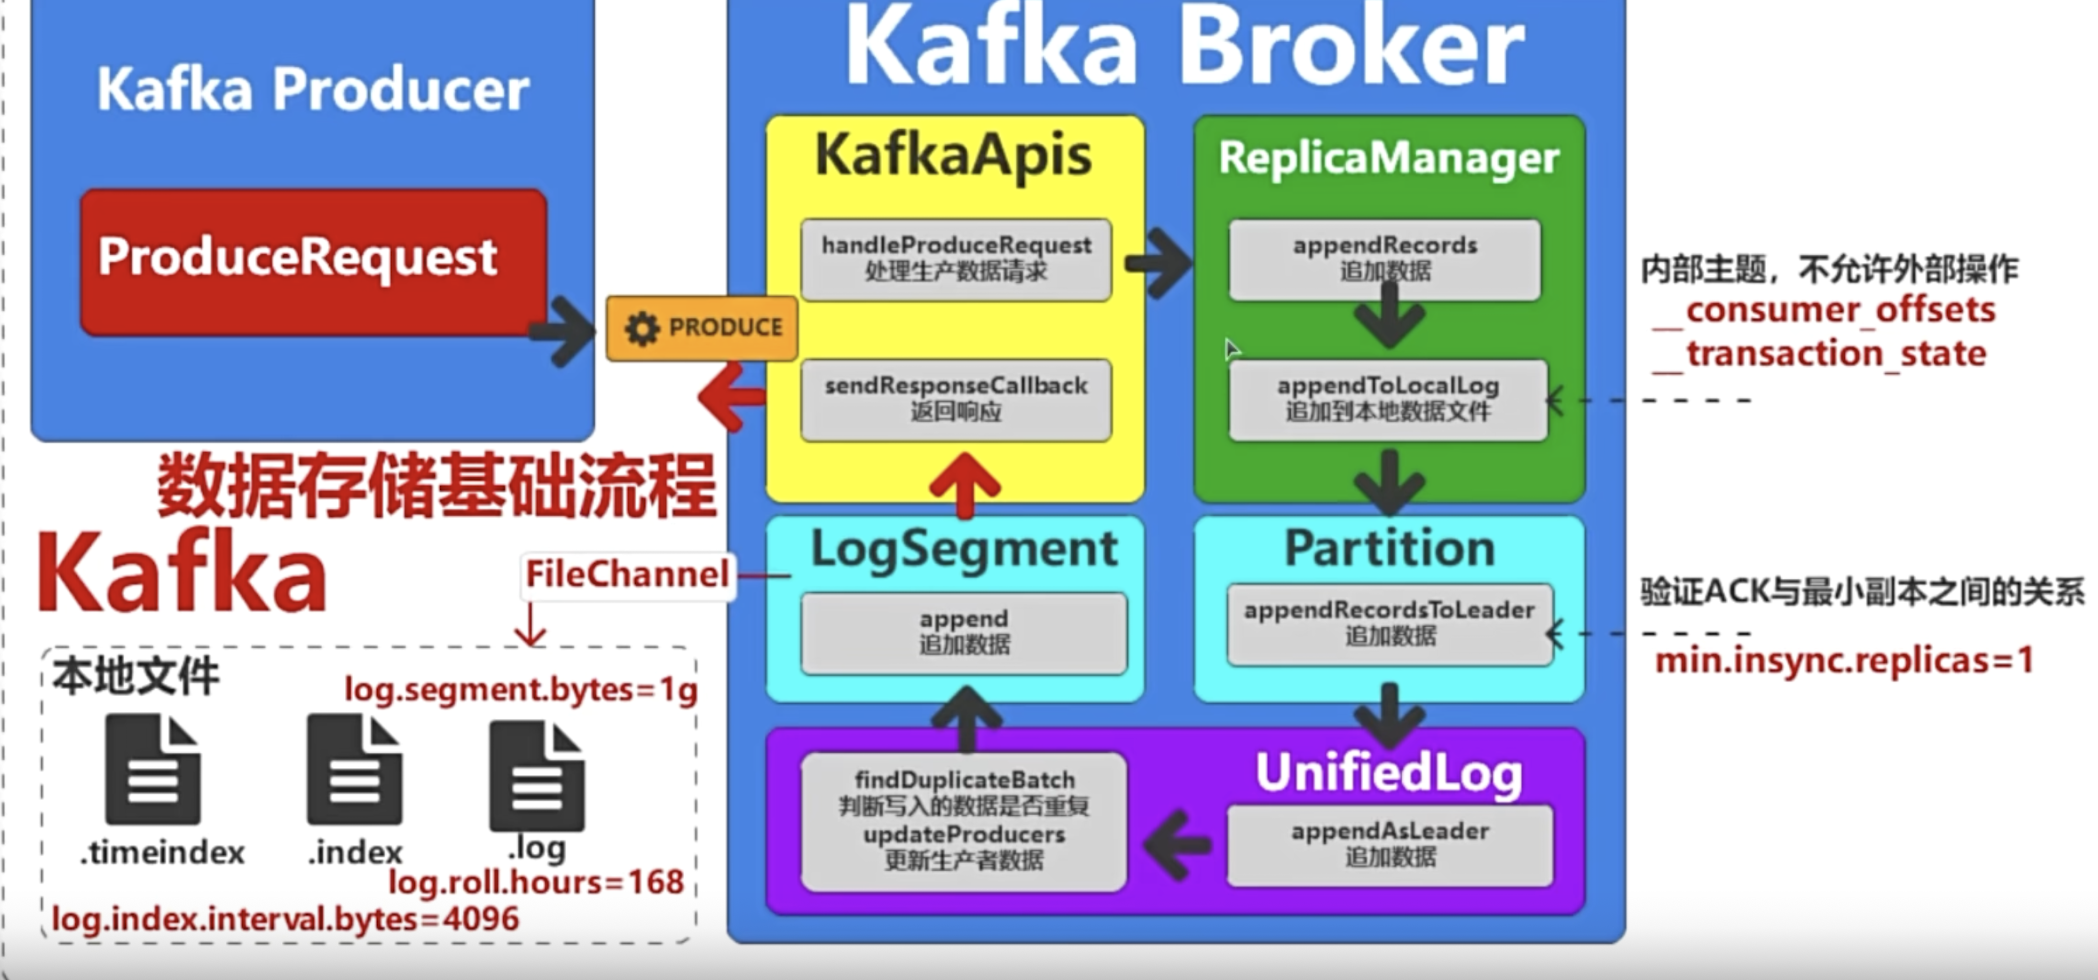 Kafka Producer
ProduceRequest
PRODUCE
Kafka Broker
KafkaApis
handleProduceRequest
处理生产数据请求
sendResponseCallback
返回响应
ReplicaManager
appendRecords
追加数据
appendToLocalLog
追加到本地数据文件
内部主题，不允许外部操作
__consumer_offsets
__transaction_state
数据存储基础流程
Kafka
FileChannel
LogSegment
append
追加数据
Partition
appendRecordsToLeader
追加数据
验证ACK与最小副本之间的关系
min.insync.replicas=1
UnifiedLog
appendAsLeader
追加数据
findDuplicateBatch
判断写入的数据是否重复
updateProducers
更新生产者数据
本地文件
log.segment.bytes=1g
.timeindex
.index
.log
log.roll.hours=168
log.index.interval.bytes=4096